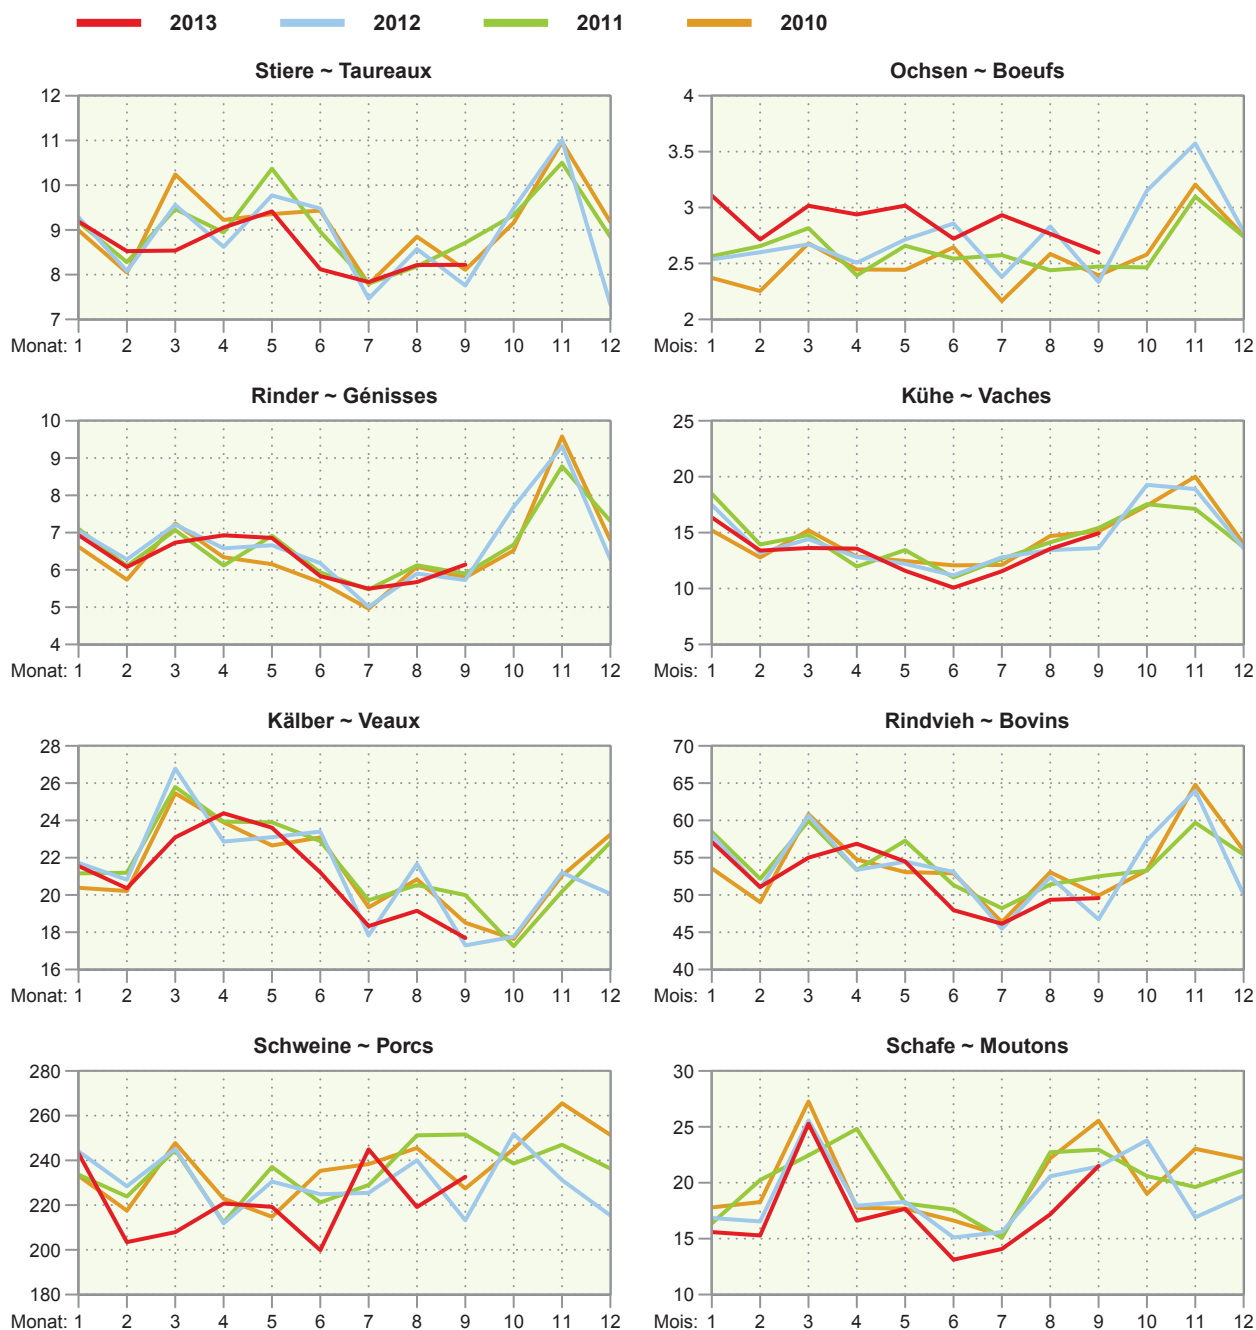 2013 2012 2011 2010
Stiere ~ Taureaux
12
11
10
9
8
7
Monat: 1 2 3 4 5 6 7 8 9 10 11 12
Ochsen ~ Boeufs
4
3.5
3
2.5
2
Mois: 1 2 3 4 5 6 7 8 9 10 11 12
Rinder ~ Génisses
10
9
8
7
6
5
4
Monat: 1 2 3 4 5 6 7 8 9 10 11 12
Kühe ~ Vaches
25
20
15
10
5
Mois: 1 2 3 4 5 6 7 8 9 10 11 12
Kälber ~ Veaux
28
26
24
22
20
18
16
Monat: 1 2 3 4 5 6 7 8 9 10 11 12
Rindvieh ~ Bovins
70
65
60
55
50
45
40
Mois: 1 2 3 4 5 6 7 8 9 10 11 12
Schweine ~ Porcs
280
260
240
220
200
180
Monat: 1 2 3 4 5 6 7 8 9 10 11 12
Schafe ~ Moutons
30
25
20
15
10
Mois: 1 2 3 4 5 6 7 8 9 10 11 12